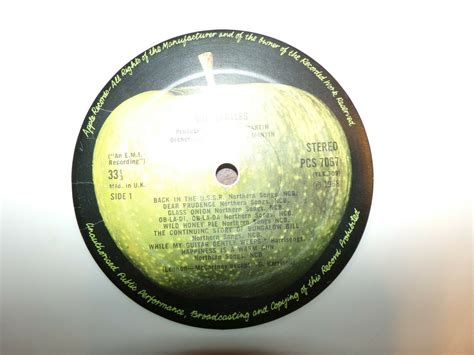 Apple Records — All Rights of the Manufacturer and of the Owner of the Recorded Work Reserved
("An E.M.I. Recording")
33⅓
Mfd. in U.K.
SIDE 1
STEREO
PCS 7067
BACK IN THE U.S.S.R. Northern Songs, NCB.
DEAR PRUDENCE Northern Songs, NCB.
GLASS ONION Northern Songs, NCB.
OB-LA-DI, OB-LA-DA Northern Songs, NCB.
WILD HONEY PIE Northern Songs, NCB.
THE CONTINUING STORY OF BUNGALOW BILL
Northern Songs, NCB.
WHILE MY GUITAR GENTLY WEEPS
HAPPINESS IS A WARM GUN
Northern Songs, NCB.
(Lennon-McCartney except
Unauthorised Public Performance, Broadcasting and Copying of this Record Prohibited